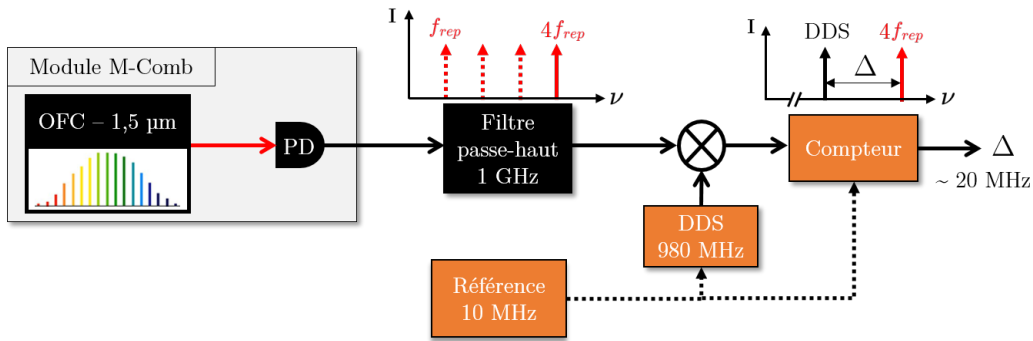 Module M-Comb
OFC – 1,5 µm
PD
I
f_rep
4f_rep
ν
Filtre
passe-haut
1 GHz
DDS
980 MHz
Référence
10 MHz
I
DDS
4f_rep
Δ
ν
Compteur
Δ
~ 20 MHz